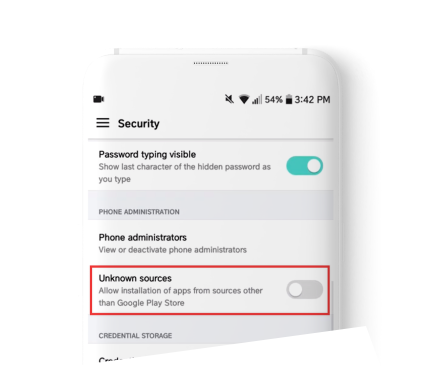 54% 3:42 PM
Security
Password typing visible
Show last character of the hidden password as
you type
PHONE ADMINISTRATION
Phone administrators
View or deactivate phone administrators
Unknown sources
Allow installation of apps from sources other
than Google Play Store
CREDENTIAL STORAGE